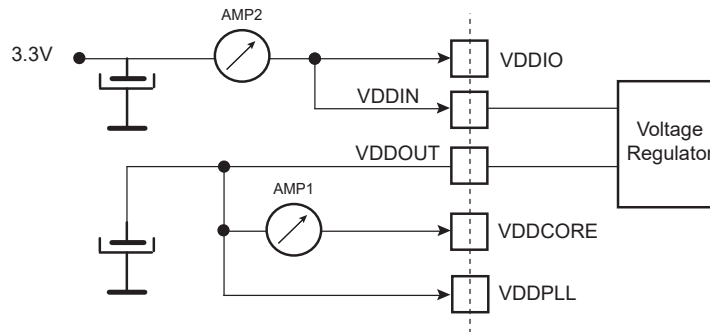 AMP2
3.3V
VDDIO
VDDIN
Voltage
Regulator
VDDOUT
AMP1
VDDCORE
VDDPLL